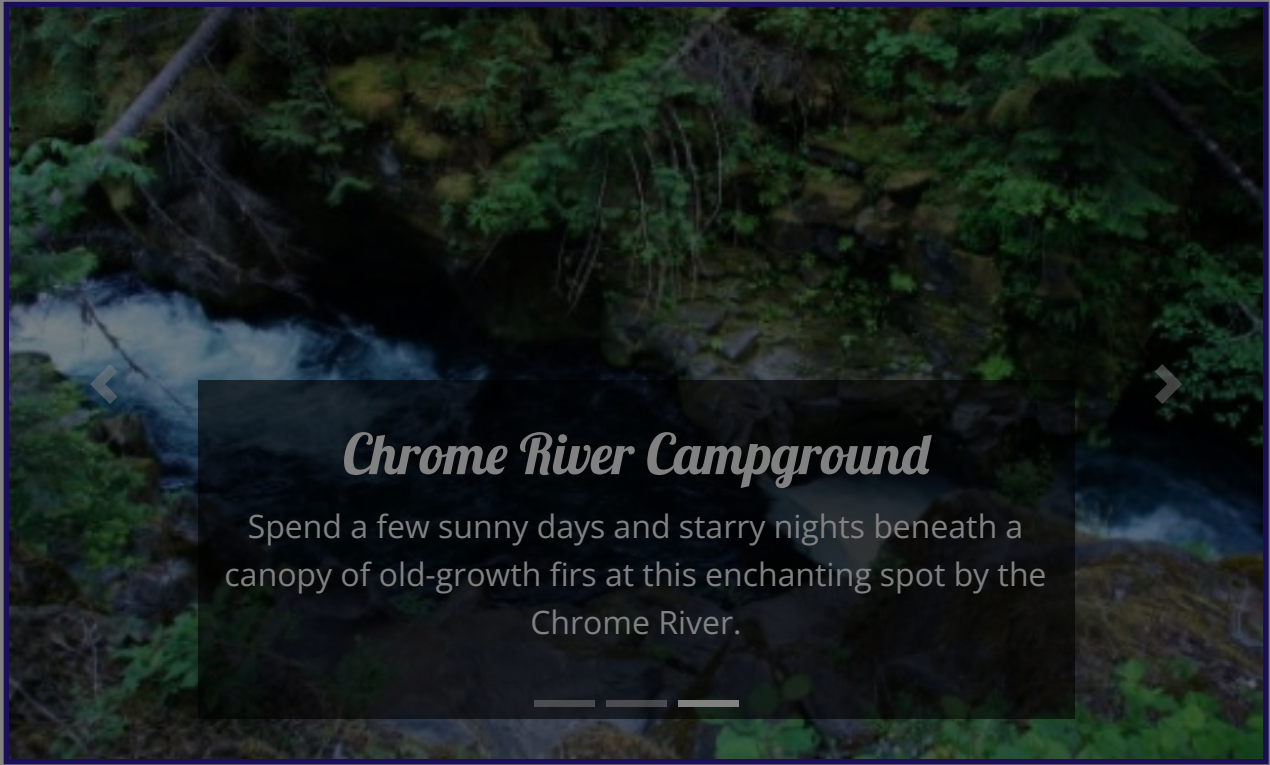 Chrome River Campground
Spend a few sunny days and starry nights beneath a
canopy of old-growth firs at this enchanting spot by the
Chrome River.